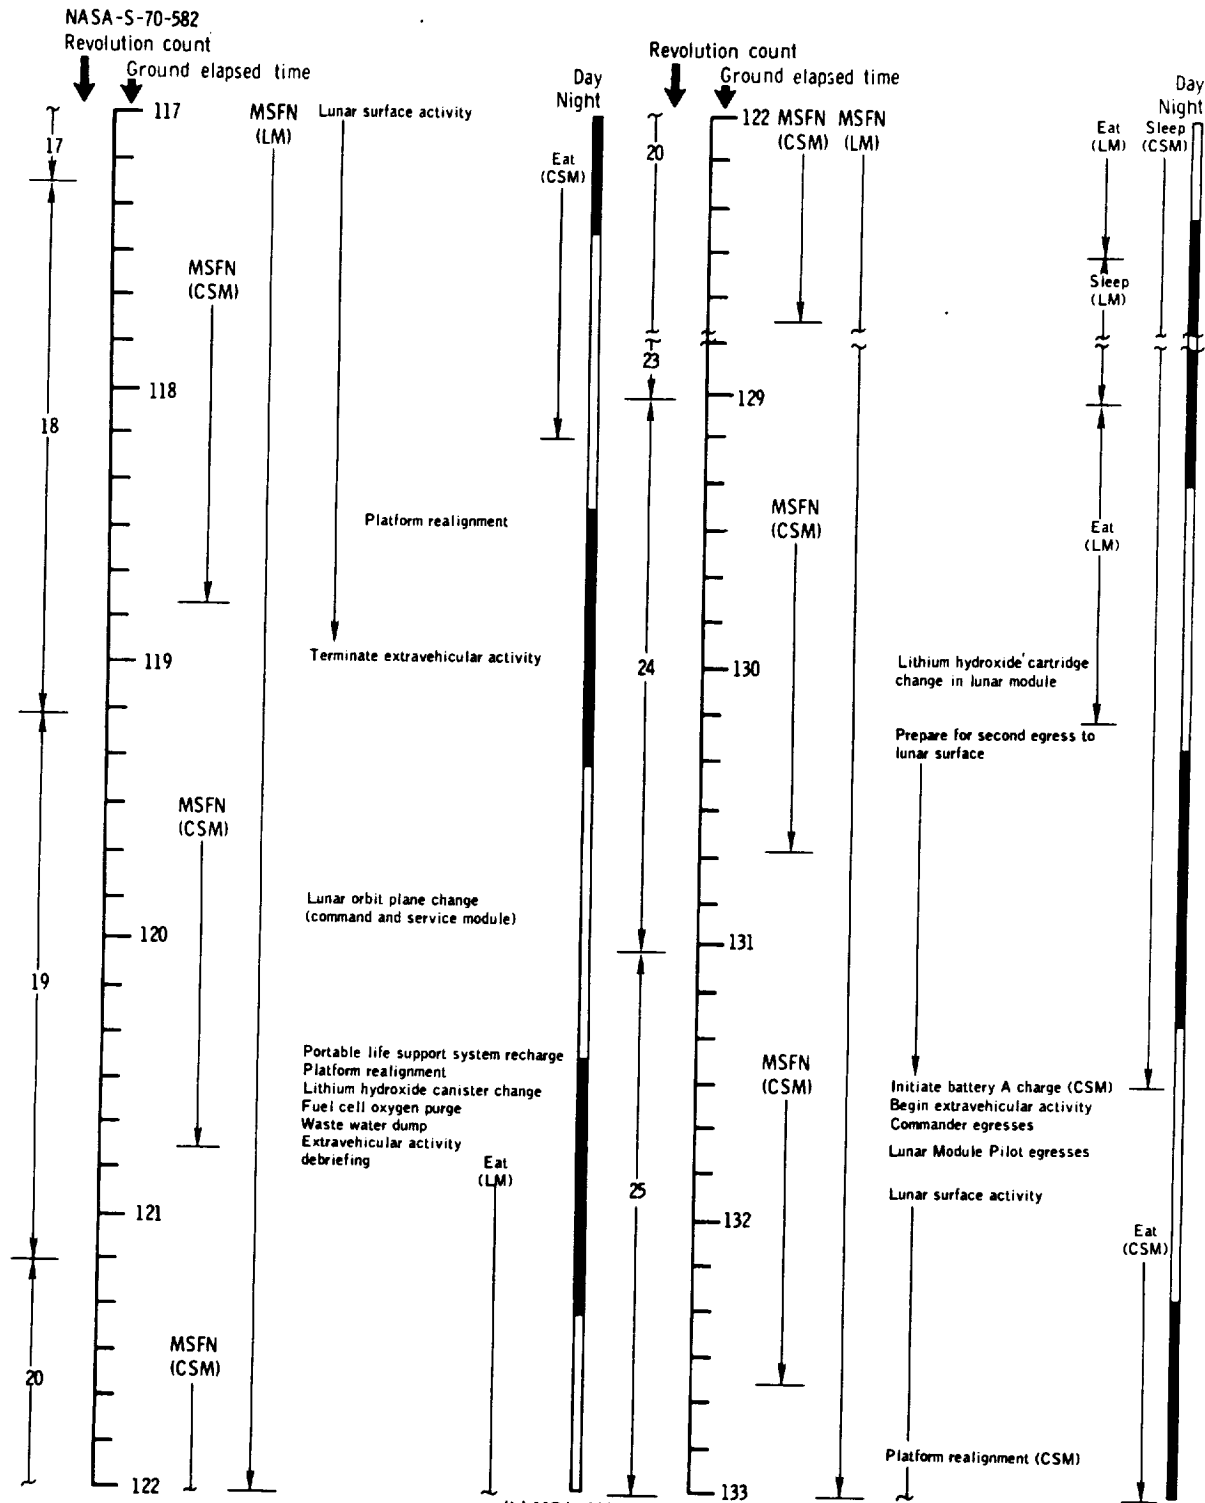 NASA-S-70-582
Revolution count
Ground elapsed time
Day
Night
117
MSFN
(LM)
Lunar surface activity
17
Eat
(CSM)
MSFN
(CSM)
118
18
Platform realignment
119
Terminate extravehicular activity
MSFN
(CSM)
Lunar orbit plane change
(command and service module)
120
19
Portable life support system recharge
Platform realignment
Lithium hydroxide canister change
Fuel cell oxygen purge
Waste water dump
Extravehicular activity
debriefing
Eat
(LM)
121
MSFN
(CSM)
20
122
Revolution count
Ground elapsed time
Day
Night
122
MSFN
(CSM)
MSFN
(LM)
Eat
(LM)
Sleep
(CSM)
20
Sleep
(LM)
23
129
MSFN
(CSM)
Eat
(LM)
24
130
Lithium hydroxide cartridge
change in lunar module
Prepare for second egress to
lunar surface
131
MSFN
(CSM)
Initiate battery A charge (CSM)
Begin extravehicular activity
Commander egresses
Lunar Module Pilot egresses
25
Lunar surface activity
132
Eat
(CSM)
Platform realignment (CSM)
133